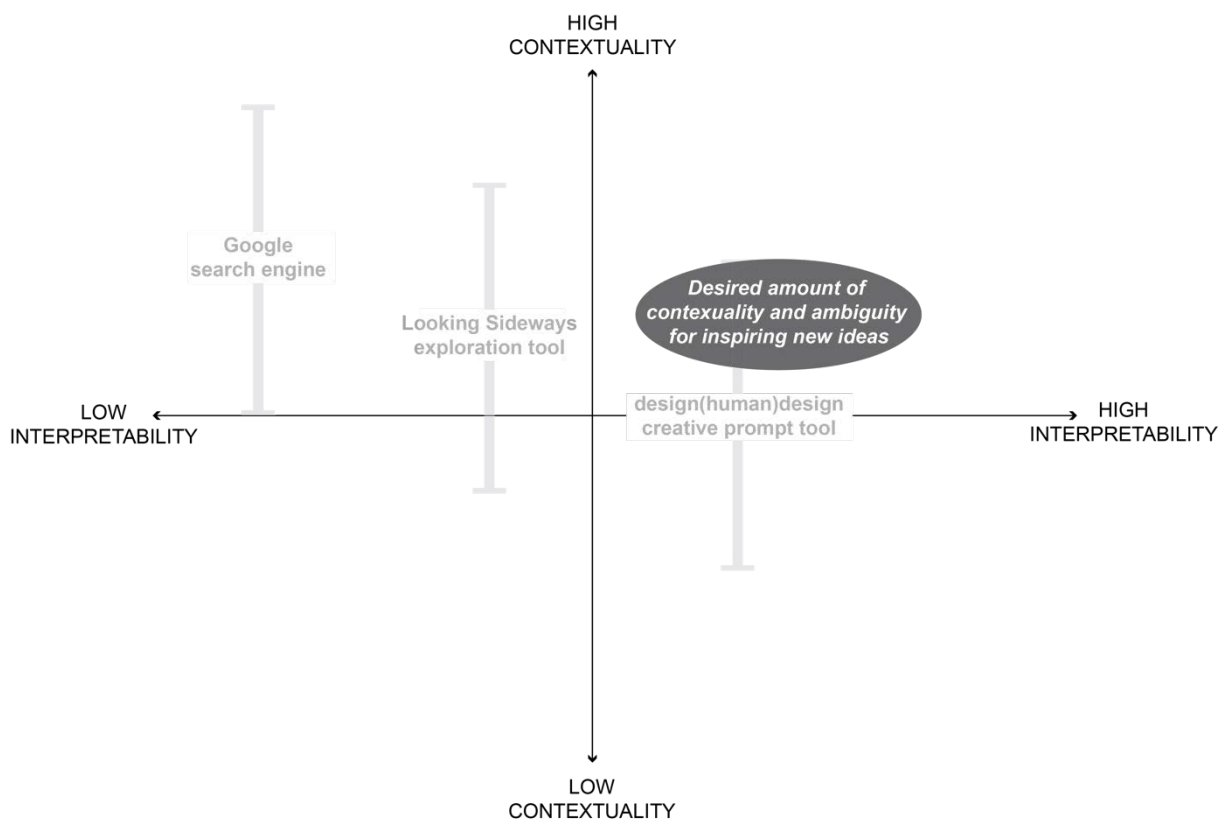 HIGH
CONTEXTUALITY
Google
search engine
Looking Sideways
exploration tool
Desired amount of
contexuality and ambiguity
for inspiring new ideas
design(human)design
creative prompt tool
LOW
INTERPRETABILITY
HIGH
INTERPRETABILITY
LOW
CONTEXTUALITY